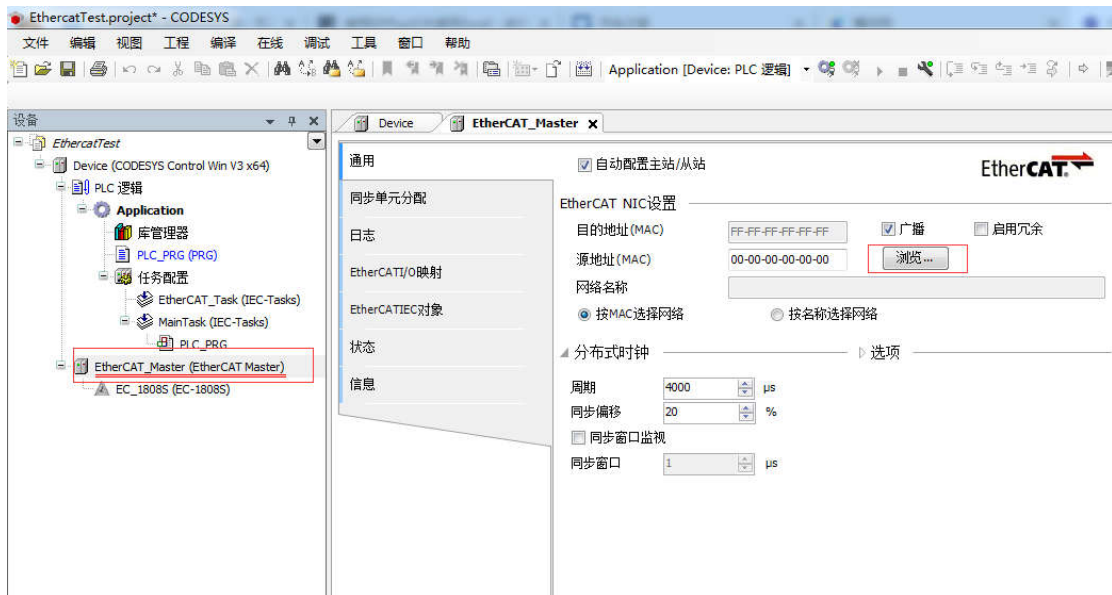 EthercatTest.project* - CODESYS
文件 编辑 视图 工程 编译 在线 调试 工具 窗口 帮助
Application [Device: PLC 逻辑]
设备
EthercatTest
Device (CODESYS Control Win V3 x64)
PLC 逻辑
Application
库管理器
PLC_PRG (PRG)
任务配置
EtherCAT_Task (IEC-Tasks)
MainTask (IEC-Tasks)
PLC_PRG
EtherCAT_Master (EtherCAT Master)
EC_1808S (EC-1808S)
Device EtherCAT_Master
通用
同步单元分配
日志
EtherCATI/O映射
EtherCATIEC对象
状态
信息
自动配置主站/从站
EtherCAT
EtherCAT NIC设置
目的地址(MAC) FF-FF-FF-FF-FF-FF 广播 启用冗余
源地址(MAC) 00-00-00-00-00-00 浏览...
网络名称
按MAC选择网络 按名称选择网络
分布式时钟 选项
周期 4000 µs
同步偏移 20 %
同步窗口监视
同步窗口 1 µs